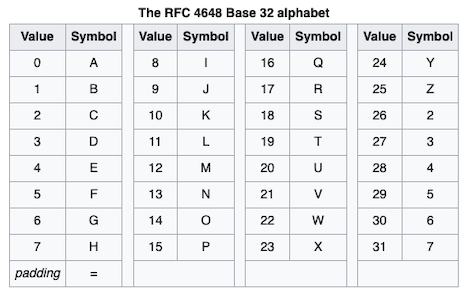 The RFC 4648 Base 32 alphabet
Value Symbol Value Symbol Value Symbol Value Symbol
0 A 8 I 16 Q 24 Y
1 B 9 J 17 R 25 Z
2 C 10 K 18 S 26 2
3 D 11 L 19 T 27 3
4 E 12 M 20 U 28 4
5 F 13 N 21 V 29 5
6 G 14 O 22 W 30 6
7 H 15 P 23 X 31 7
padding =